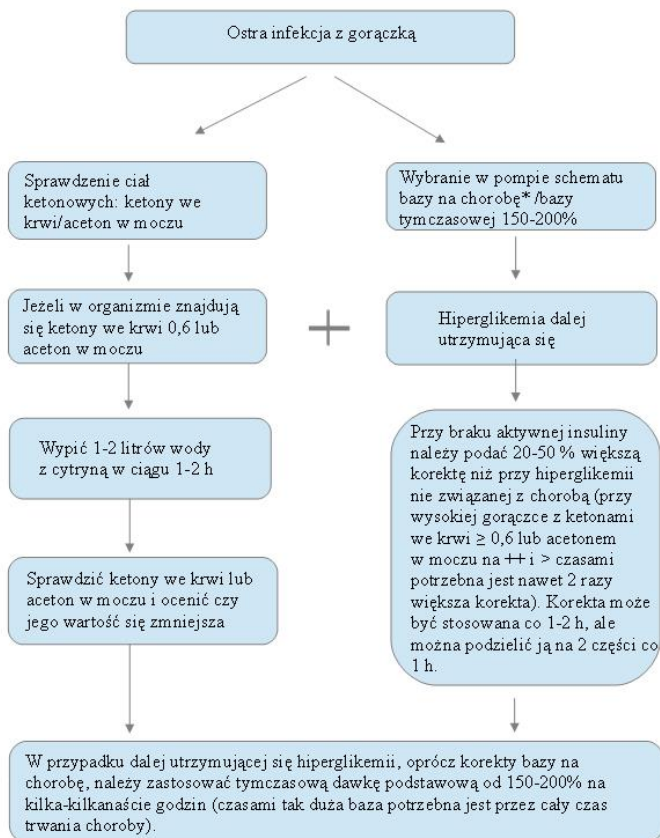 Ostra infekcja z gorączką
Sprawdzenie ciał
ketonowych: ketony we
krwi/aceton w moczu
Jeżeli w organizmie znajdują
się ketony we krwi 0,6 lub
aceton w moczu
Wypić 1-2 litrów wody
z cytryną w ciągu 1-2 h
Sprawdzić ketony we krwi lub
aceton w moczu i ocenić czy
jego wartość się zmniejsza
+
Wybranie w pompie schematu
bazy na chorobę* /bazy
tymczasowej 150-200%
Hiperglikemia dalej
utrzymująca się
Przy braku aktywnej insuliny
należy podać 20-50 % większą
korektę niż przy hiperglikemii
nie związanej z chorobą (przy
wysokiej gorączce z ketonami
we krwi ≥ 0,6 lub acetonem
w moczu na ++ i > czasami
potrzebna jest nawet 2 razy
większa korekta). Korekta może
być stosowana co 1-2 h, ale
można podzielić ją na 2 części co
1 h.
W przypadku dalej utrzymującej się hiperglikemii, oprócz korekty bazy na
chorobę, należy zastosować tymczasową dawkę podstawową od 150-200% na
kilka-kilkanaście godzin (czasami tak duża baza potrzebna jest przez cały czas
trwania choroby).